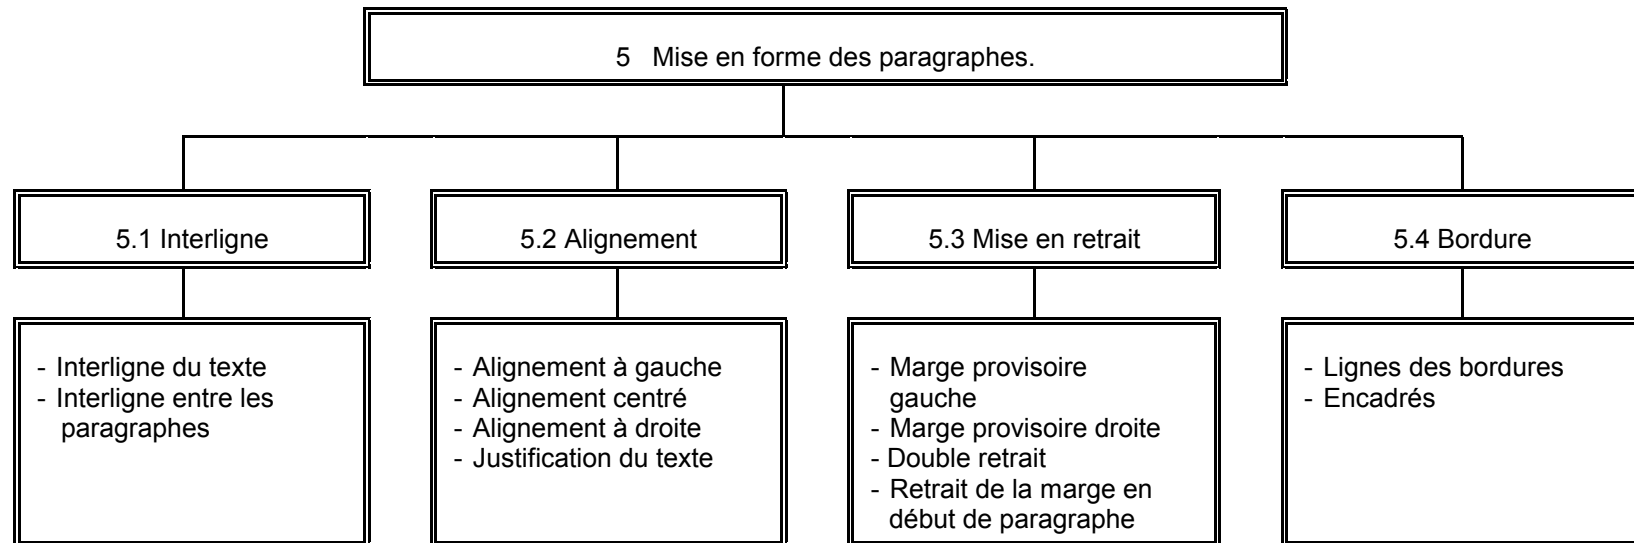 5 Mise en forme des paragraphes.
5.1 Interligne
5.2 Alignement
5.3 Mise en retrait
5.4 Bordure
- Interligne du texte
- Interligne entre les
paragraphes
- Alignement à gauche
- Alignement centré
- Alignement à droite
- Justification du texte
- Marge provisoire
gauche
- Marge provisoire droite
- Double retrait
- Retrait de la marge en
début de paragraphe
- Lignes des bordures
- Encadrés